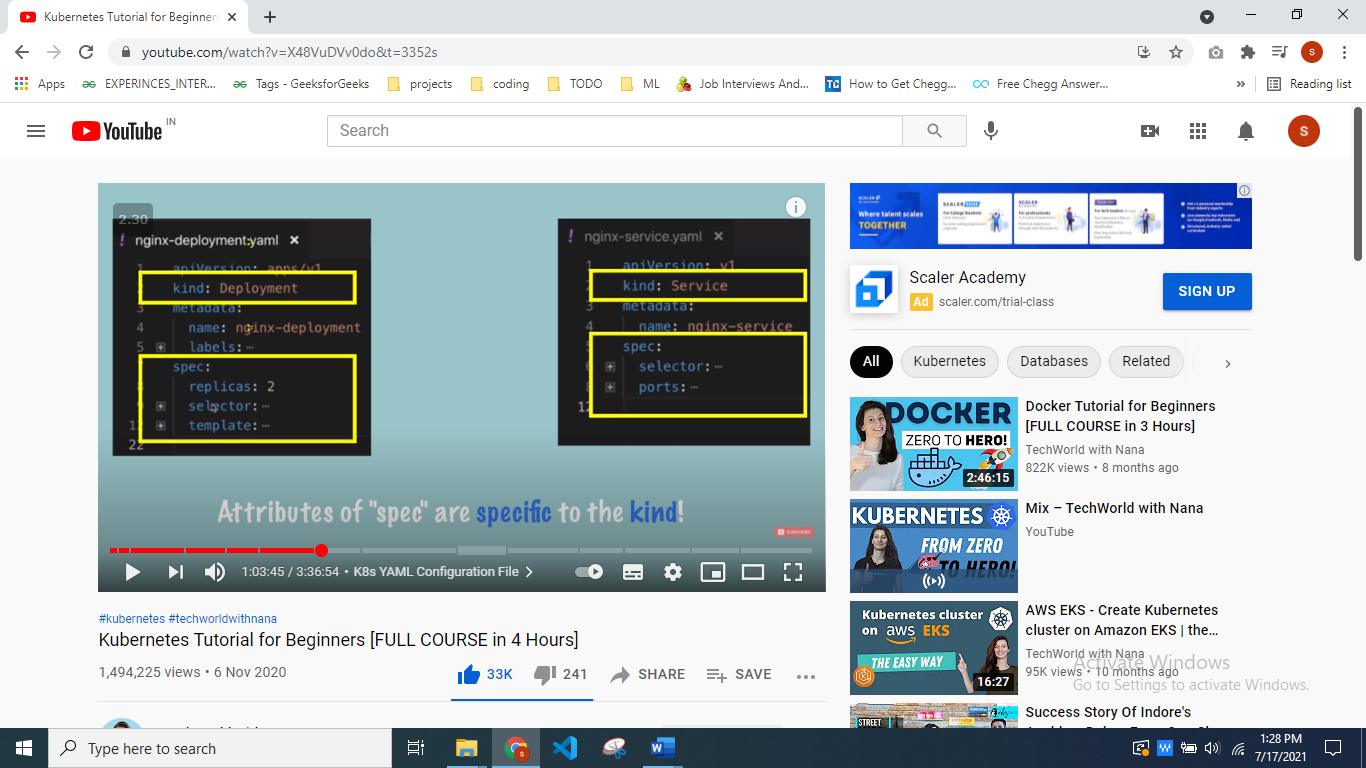 Kubernetes Tutorial for Beginners
youtube.com/watch?v=X48VuDVv0do&t=3352s
S
Apps
EXPERINCES_INTER...
Tags - GeeksforGeeks
projects
coding
TODO
ML
Job Interviews And...
TC
How to Get Chegg...
Free Chegg Answer...
»
Reading list
YouTube IN
Search
S
2.30
nginx-deployment.yaml
1 apiVersion: apps/v1
kind: Deployment
3 metadata:
4 name: nginx-deployment
5 labels:
spec:
replicas: 2
selector:
template:
22
nginx-service.yaml
1 apiVersion: v1
kind: Service
3 metadata:
4 name: nginx-service
spec:
selector:
ports:
12
Attributes of "spec" are specific to the kind!
SUBSCRIBE
1:03:45 / 3:36:54 • K8s YAML Configuration File
#kubernetes #techworldwithnana
Kubernetes Tutorial for Beginners [FULL COURSE in 4 Hours]
1,494,225 views • 6 Nov 2020
33K
241
SHARE
SAVE
SCALER
Where talent scales
TOGETHER
Scaler Academy
Ad scaler.com/trial-class
SIGN UP
All
Kubernetes
Databases
Related
DOCKER
ZERO TO HERO!
2:46:15
Docker Tutorial for Beginners
[FULL COURSE in 3 Hours]
TechWorld with Nana
822K views • 8 months ago
KUBERNETES
FROM ZERO
TO HERO!
Mix – TechWorld with Nana
YouTube
Kubernetes cluster
on aws EKS
THE EASY WAY
16:27
AWS EKS - Create Kubernetes
cluster on Amazon EKS | the...
TechWorld with Nana
95K views • 10 months ago
Activate Windows
Go to Settings to activate Windows.
STREET
Success Story Of Indore's
Type here to search
1:28 PM
7/17/2021